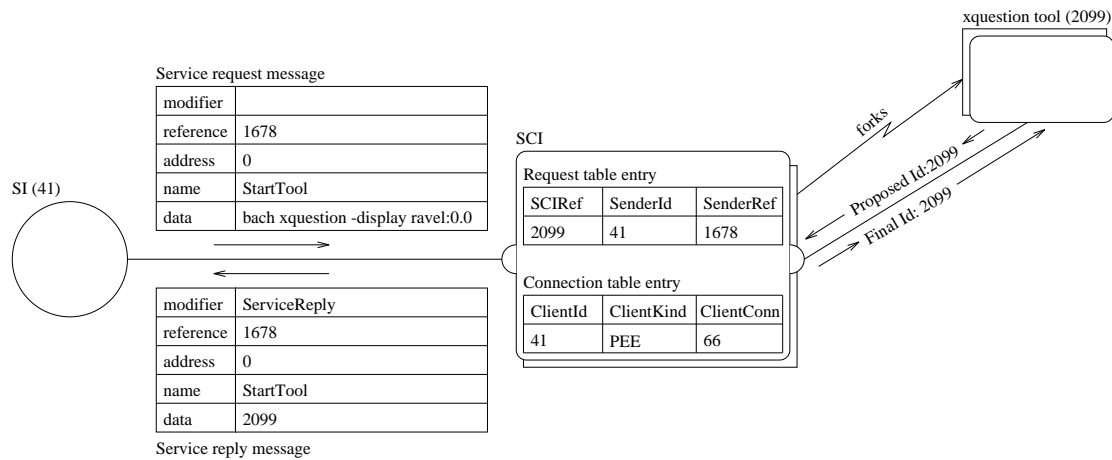 xquestion tool (2099)
Service request message
modifier
reference 1678
address 0
name StartTool
data bach xquestion -display ravel:0.0
SI (41)
SCI
Request table entry
SCIRef SenderId SenderRef
2099 41 1678
Connection table entry
ClientId ClientKind ClientConn
41 PEE 66
forks
Proposed Id:2099
Final Id: 2099
modifier ServiceReply
reference 1678
address 0
name StartTool
data 2099
Service reply message